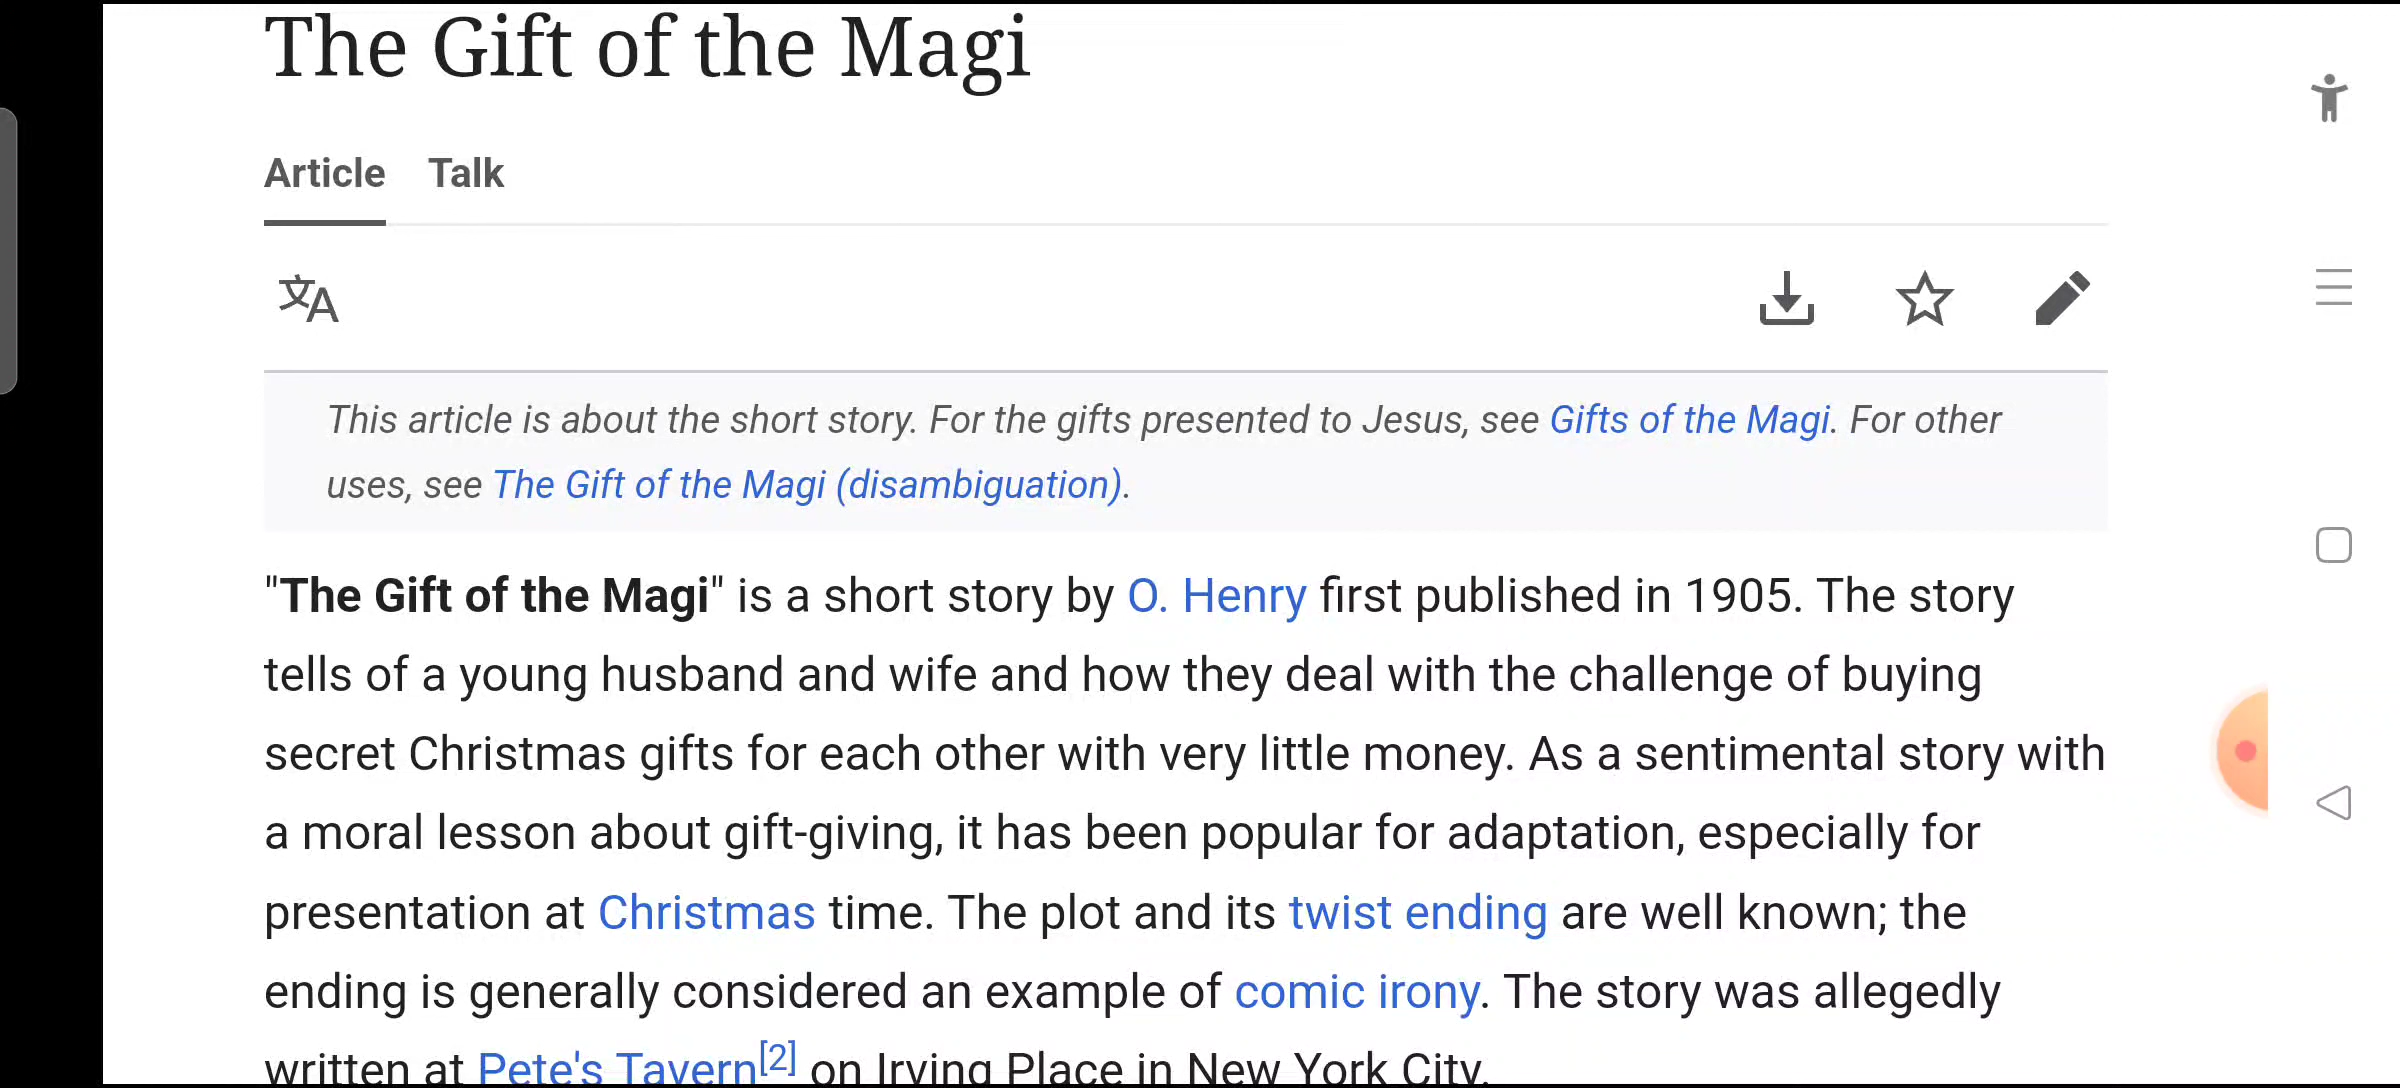 The Gift of the Magi
Article Talk
文A
This article is about the short story. For the gifts presented to Jesus, see Gifts of the Magi. For other
uses, see The Gift of the Magi (disambiguation).
"The Gift of the Magi" is a short story by O. Henry first published in 1905. The story
tells of a young husband and wife and how they deal with the challenge of buying
secret Christmas gifts for each other with very little money. As a sentimental story with
a moral lesson about gift-giving, it has been popular for adaptation, especially for
presentation at Christmas time. The plot and its twist ending are well known; the
ending is generally considered an example of comic irony. The story was allegedly
written at Pete's Tavern[2] on Irving Place in New York City.